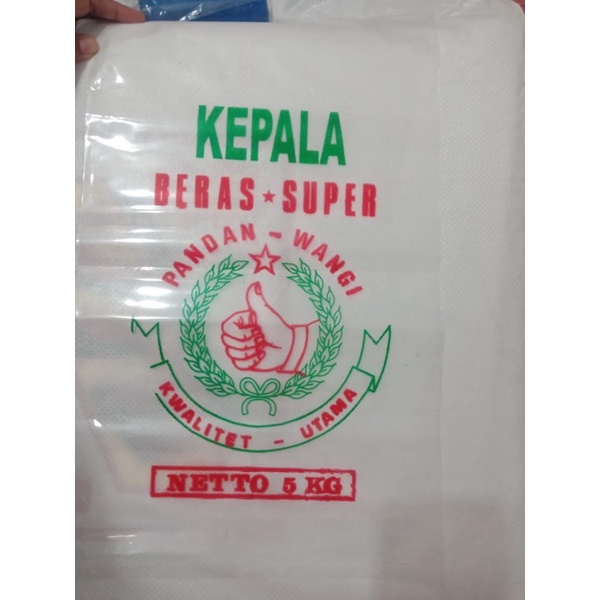 KEPALA
BERAS ★ SUPER
PANDAN - WANGI
KWALITET - UTAMA
NETTO 5 KG